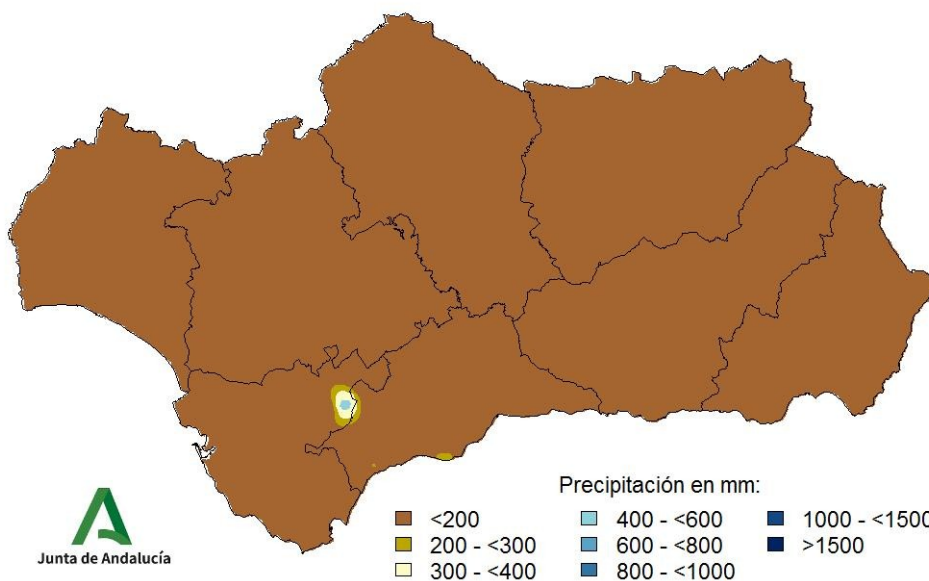 Precipitación en mm:
<200
400 - <600
1000 - <1500
200 - <300
600 - <800
>1500
300 - <400
800 - <1000
Junta de Andalucía